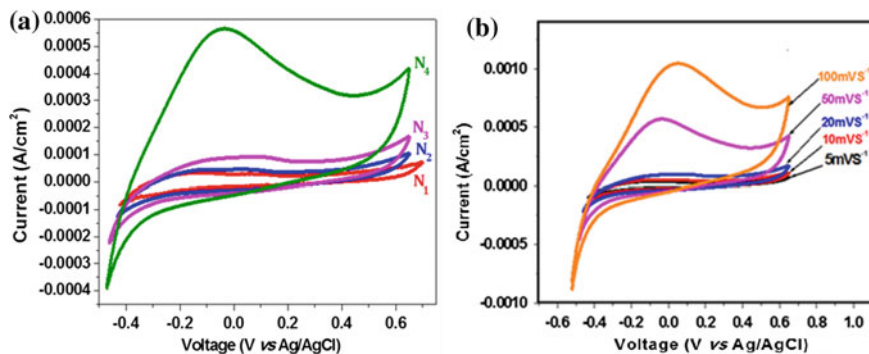 (a)
0.0006
0.0005
0.0004
0.0003
0.0002
0.0001
0.0000
-0.0001
-0.0002
-0.0003
-0.0004
Current (A/cm²)
N₄
N₃
N₂
N₁
-0.4 -0.2 0.0 0.2 0.4 0.6
Voltage (V vs Ag/AgCl)
(b)
0.0010
0.0005
0.0000
-0.0005
-0.0010
Current (A/cm²)
100mVS⁻¹
50mVS⁻¹
20mVS⁻¹
10mVS⁻¹
5mVS⁻¹
-0.6 -0.4 -0.2 0.0 0.2 0.4 0.6 0.8 1.0
Voltage (V vs Ag/AgCl)